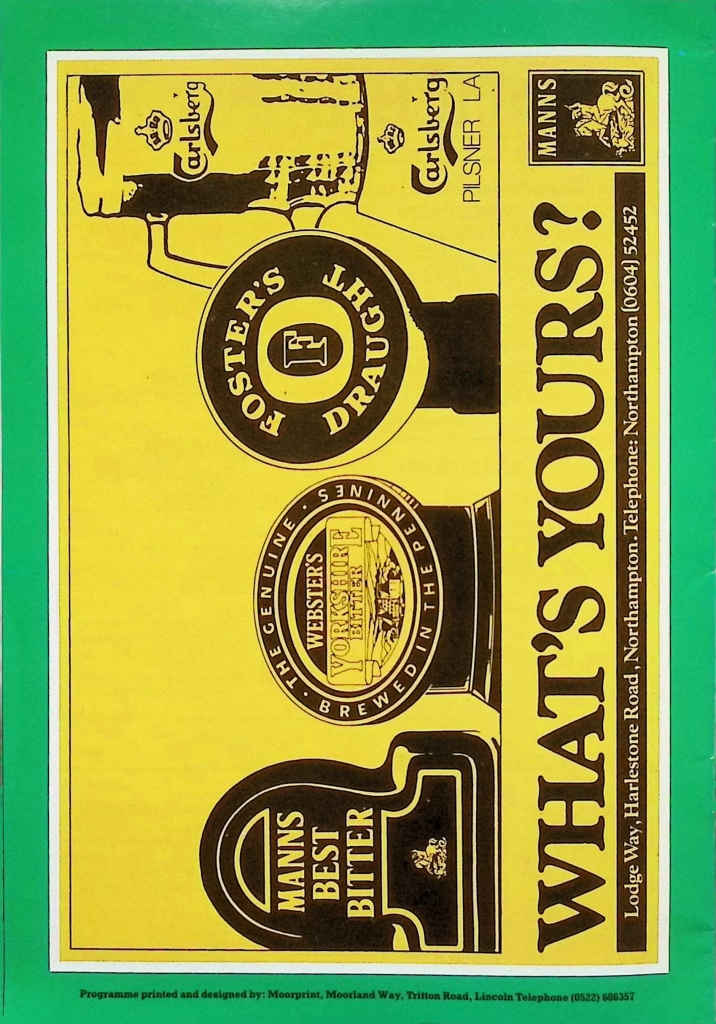 MANNS
BEST
BITTER
· THE GENUINE ·
BREWED IN THE PENNINES
WEBSTER'S
YORKSHIRE
BITTER
FOSTER'S
F
DRAUGHT
Carlsberg
Carlsberg
PILSNER LA
WHAT'S YOURS?
MANNS
Lodge Way, Harlestone Road, Northampton. Telephone: Northampton (0604) 52452
Programme printed and designed by: Moorprint, Moorland Way, Tritton Road, Lincoln Telephone (0522) 686357